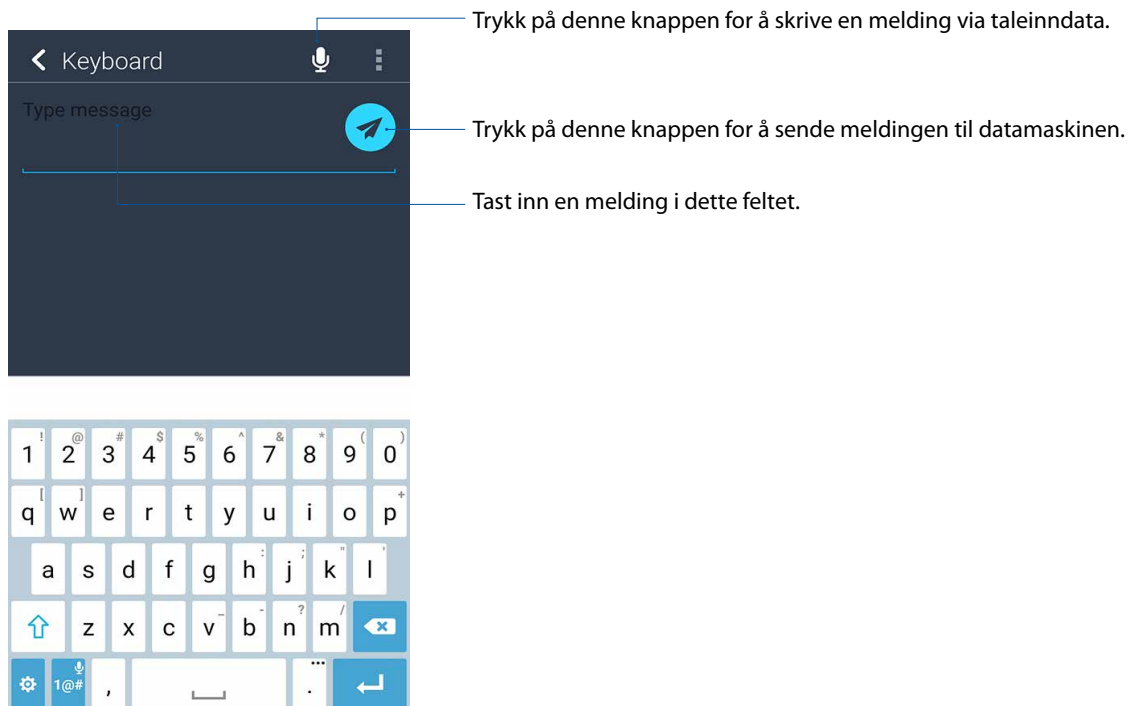 Trykk på denne knappen for å skrive en melding via taleinndata.
Keyboard
Type message
Trykk på denne knappen for å sende meldingen til datamaskinen.
Tast inn en melding i dette feltet.
! @ # $ % ^ & * ( )
1 2 3 4 5 6 7 8 9 0
[ ] +
q w e r t y u i o p
: ; " '
a s d f g h j k l
_ - ? /
z x c v b n m
1@# , .